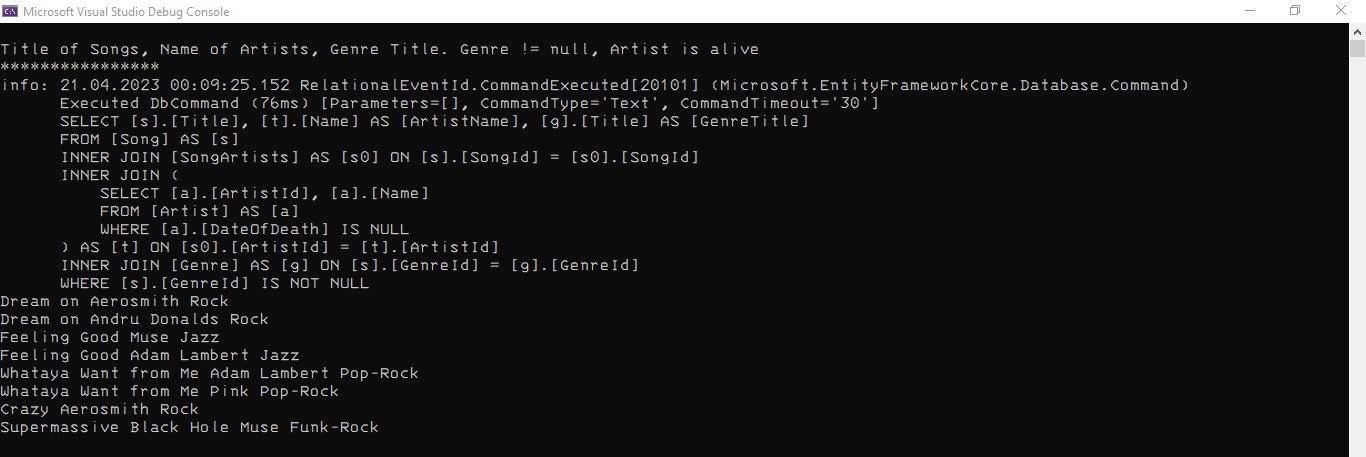 Microsoft Visual Studio Debug Console
Title of Songs, Name of Artists, Genre Title. Genre != null, Artist is alive
****************
info: 21.04.2023 00:09:25.152 RelationalEventId.CommandExecuted[20101] (Microsoft.EntityFrameworkCore.Database.Command)
      Executed DbCommand (76ms) [Parameters=[], CommandType='Text', CommandTimeout='30']
      SELECT [s].[Title], [t].[Name] AS [ArtistName], [g].[Title] AS [GenreTitle]
      FROM [Song] AS [s]
      INNER JOIN [SongArtists] AS [s0] ON [s].[SongId] = [s0].[SongId]
      INNER JOIN (
          SELECT [a].[ArtistId], [a].[Name]
          FROM [Artist] AS [a]
          WHERE [a].[DateOfDeath] IS NULL
      ) AS [t] ON [s0].[ArtistId] = [t].[ArtistId]
      INNER JOIN [Genre] AS [g] ON [s].[GenreId] = [g].[GenreId]
      WHERE [s].[GenreId] IS NOT NULL
Dream on Aerosmith Rock
Dream on Andru Donalds Rock
Feeling Good Muse Jazz
Feeling Good Adam Lambert Jazz
Whataya Want from Me Adam Lambert Pop-Rock
Whataya Want from Me Pink Pop-Rock
Crazy Aerosmith Rock
Supermassive Black Hole Muse Funk-Rock